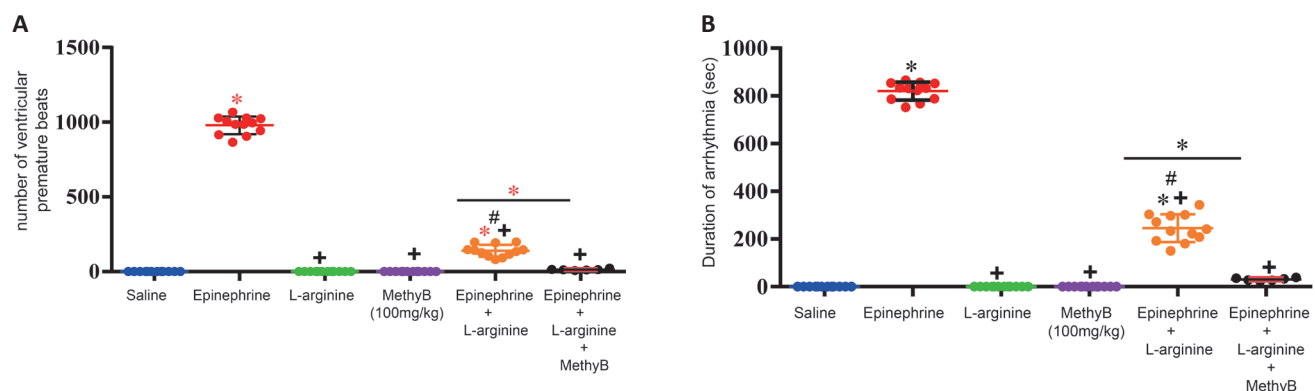 A
number of ventricular
premature beats
1500
1000
500
0
*
+
+
*
#
*
+
+
Saline
Epinephrine
L-arginine
MethyB
(100mg/kg)
Epinephrine
+
L-arginine
Epinephrine
+
L-arginine
+
MethyB
B
Duration of arrhythmia (sec)
1000
800
600
400
200
0
*
+
+
*
#
*
+
+
Saline
Epinephrine
L-arginine
MethyB
(100mg/kg)
Epinephrine
+
L-arginine
Epinephrine
+
L-arginine
+
MethyB